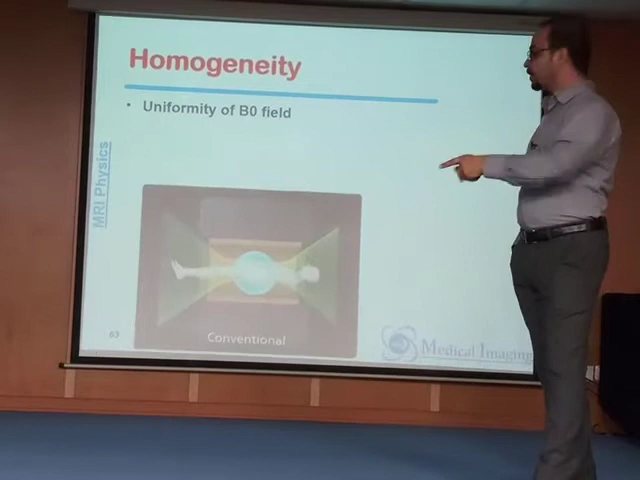 Homogeneity
• Uniformity of B0 field
MRI Physics
Conventional
63
Medical Imaging